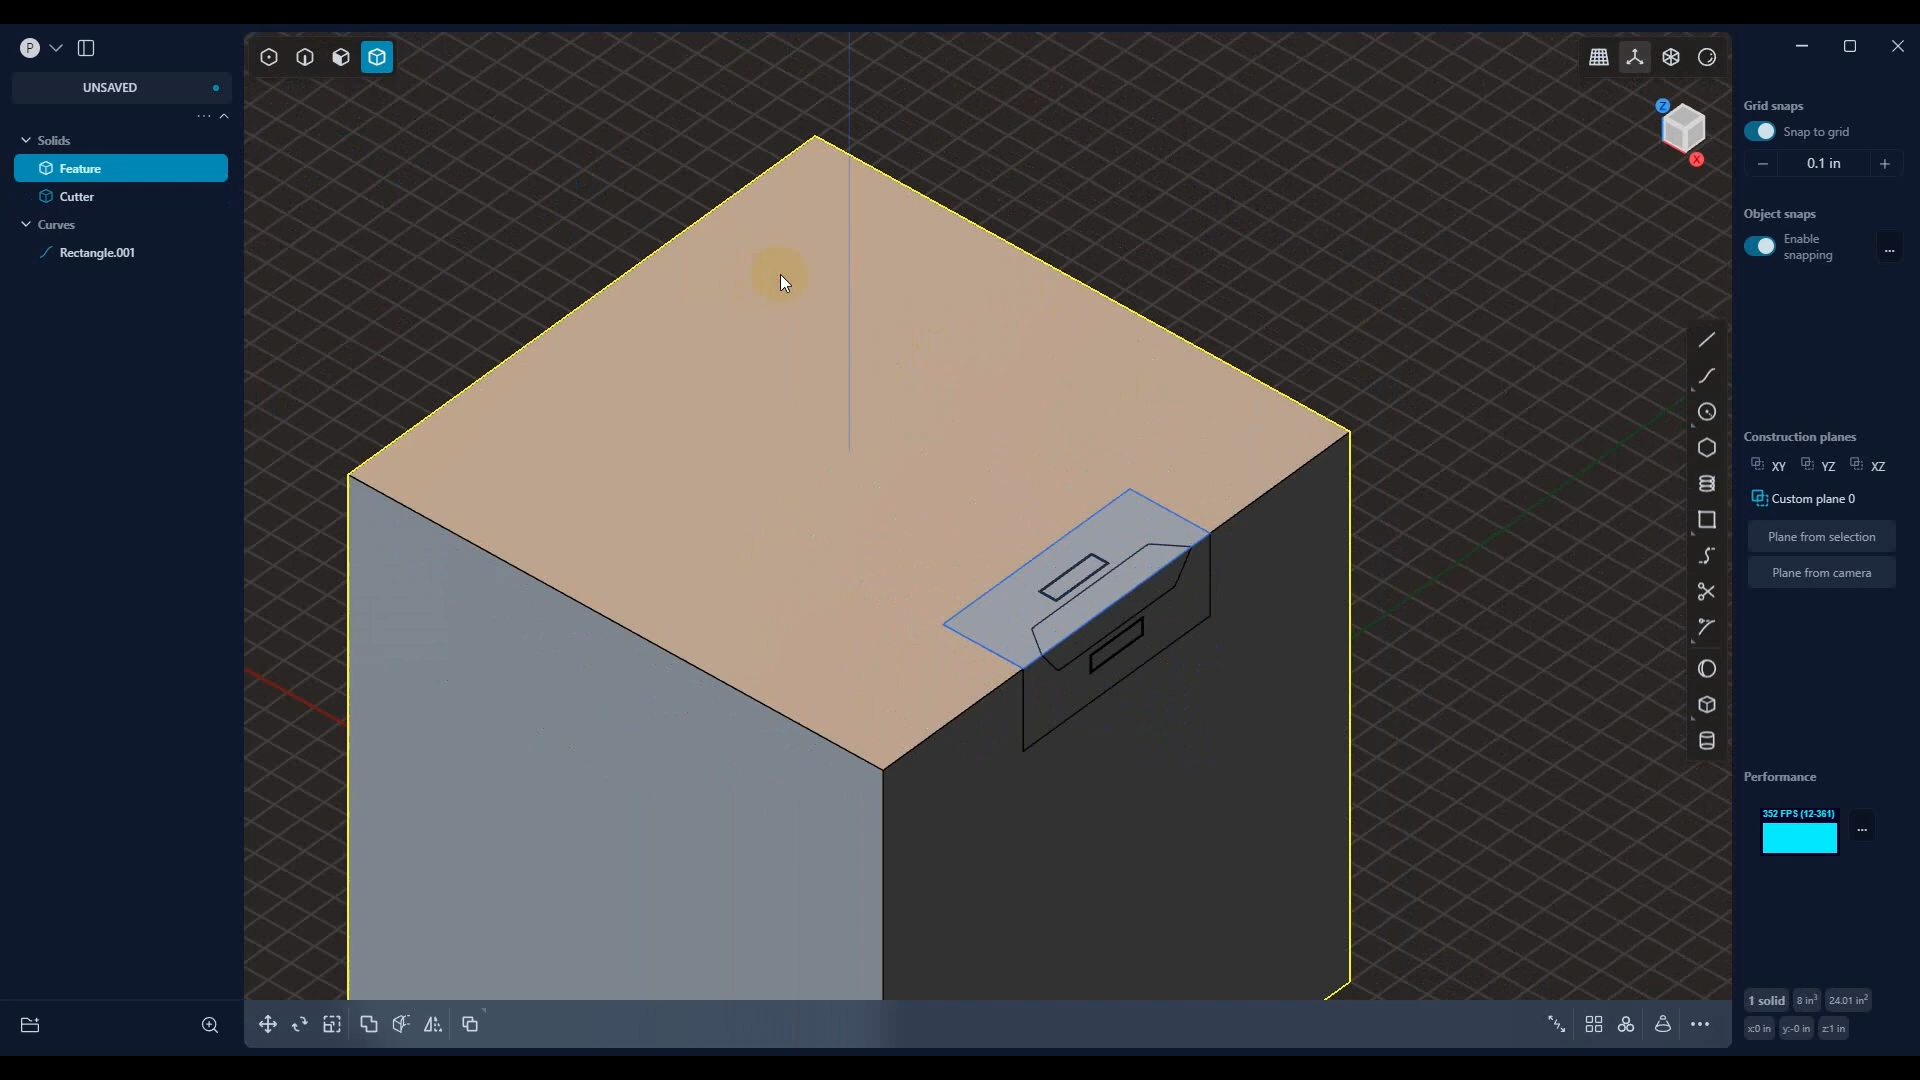 P
UNSAVED
Solids
Feature
Cutter
Curves
Rectangle.001
Z
X
Grid snaps
Snap to grid
0.1 in
Object snaps
Enable
snapping
Construction planes
XY YZ XZ
Custom plane 0
Plane from selection
Plane from camera
Performance
352 FPS (12-361)
1 solid 8 in³ 24.01 in²
x:0 in y:-0 in z:1 in